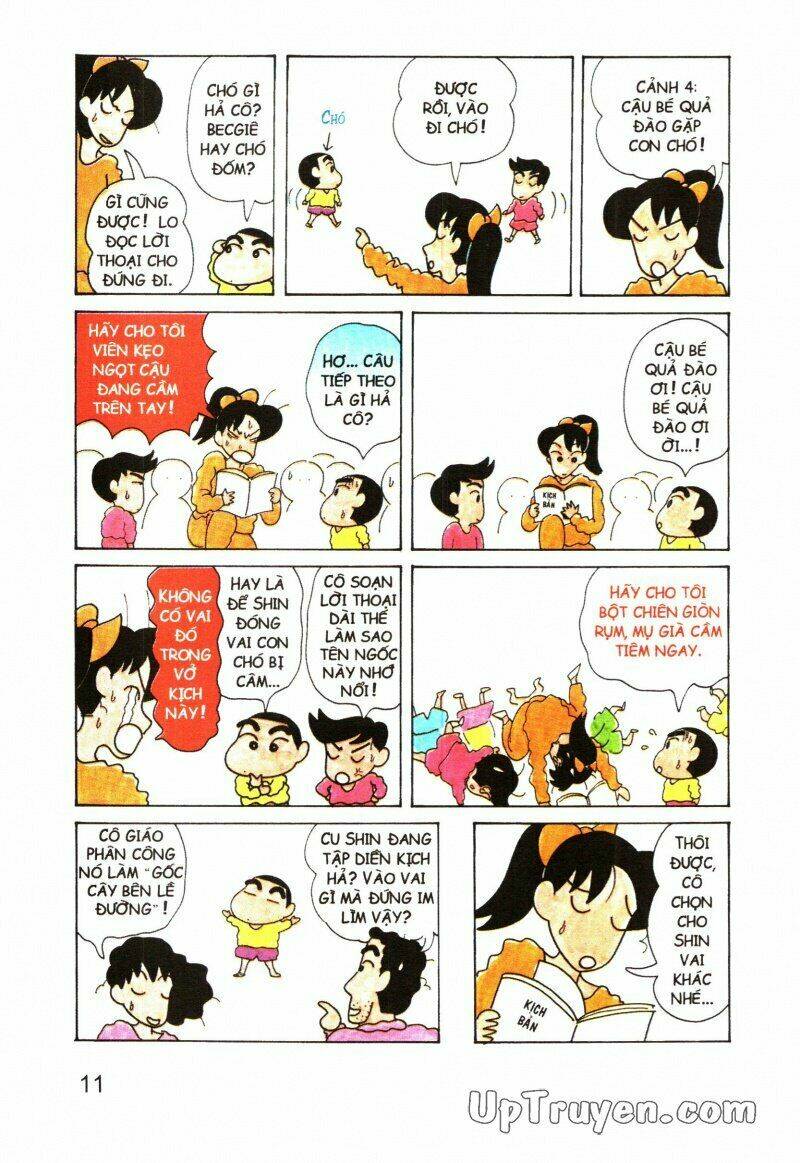 CẢNH 4:
CẬU BÉ QUẢ
ĐÀO GẶP
CON CHÓ!
ĐƯỢC
RỒI, VÀO
ĐI CHÓ!
CHÓ
CHÓ GÌ
HẢ CÔ?
BECGIÊ
HAY CHÓ
ĐỐM?
GÌ CŨNG
ĐƯỢC! LO
ĐỌC LỜI
THOẠI CHO
ĐÚNG ĐI.
CẬU BÉ
QUẢ ĐÀO
ƠI! CẬU
BÉ QUẢ
ĐÀO ƠI
ỜI...!
KỊCH
BẢN
HƠ... CÂU
TIẾP THEO
LÀ GÌ HẢ
CÔ?
HÃY CHO TÔI
VIÊN KẸO
NGỌT CẬU
ĐANG CẦM
TRÊN TAY!
HÃY CHO TÔI
BỘT CHIÊN GIÒN
RỤM, MỤ GIÀ CẦM
TIÊM NGAY.
CÔ SOẠN
LỜI THOẠI
DÀI THẾ
LÀM SAO
TÊN NGỐC
NÀY NHỚ
NỔI!
HAY LÀ
ĐỂ SHIN
ĐÓNG
VAI CON
CHÓ BỊ
CÂM...
KHÔNG
CÓ VAI
ĐÓ TRONG
VỞ
KỊCH
NÀY!
THÔI
ĐƯỢC,
CÔ
CHỌN
CHO
SHIN
VAI
KHÁC
NHÉ...
KỊCH
BẢN
CU SHIN ĐANG
TẬP DIỄN KỊCH
HẢ? VÀO VAI
GÌ MÀ ĐỨNG IM
LÌM VẬY?
CÔ GIÁO
PHÂN CÔNG
NÓ LÀM "GỐC
CÂY BÊN LỀ
ĐƯỜNG"!
11
UpTruyen.com